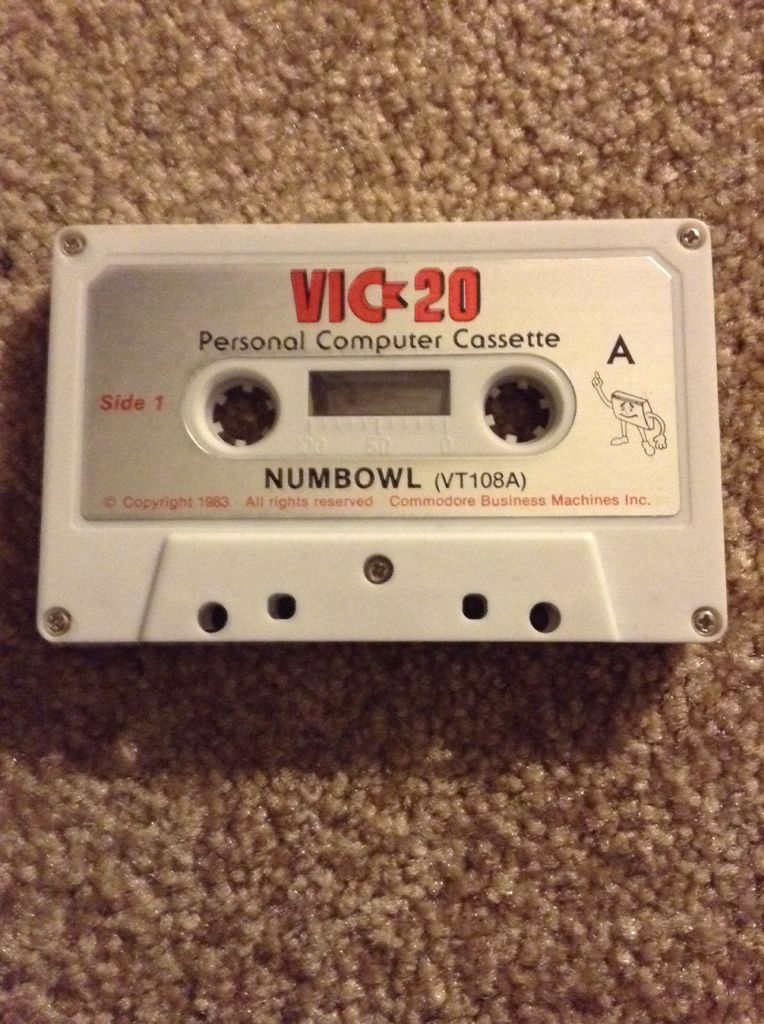 VIC-20
Personal Computer Cassette
A
Side 1
100 50 0
NUMBOWL (VT108A)
© Copyright 1983 All rights reserved Commodore Business Machines Inc.